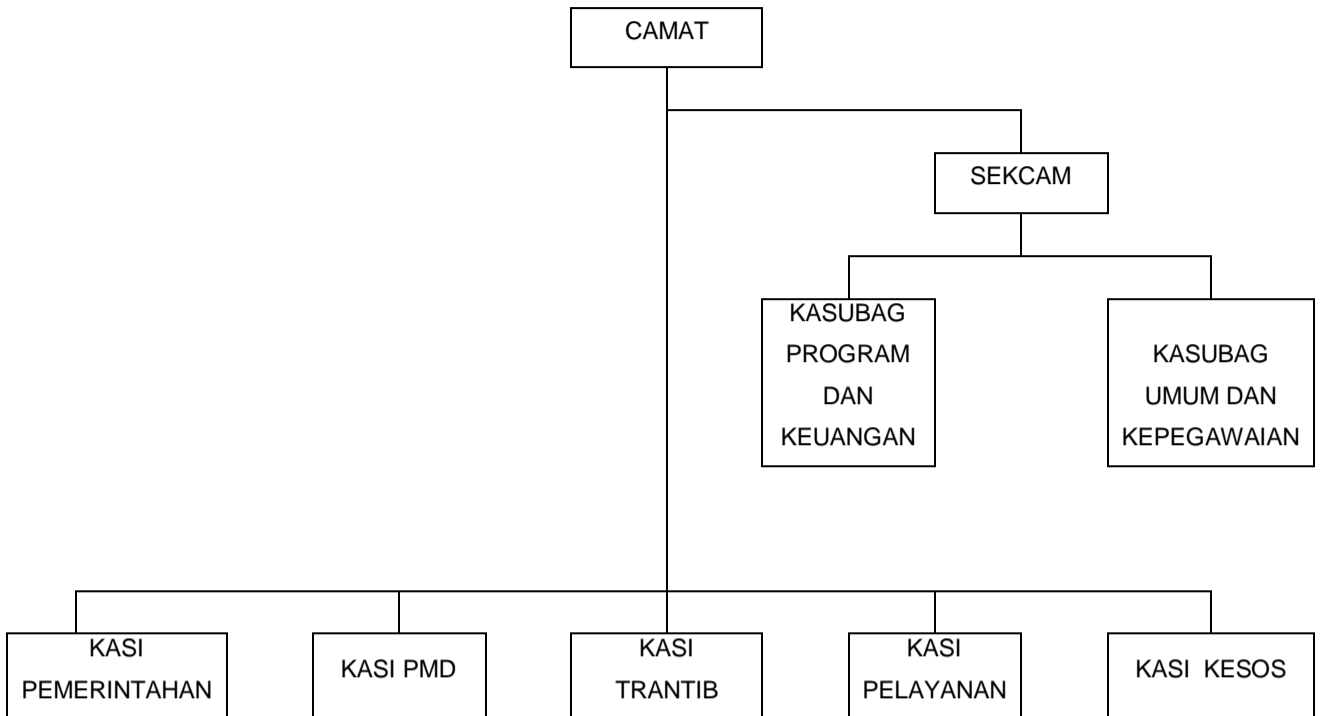 CAMAT
SEKCAM
KASUBAG
PROGRAM
DAN
KEUANGAN
KASUBAG
UMUM DAN
KEPEGAWAIAN
KASI
PEMERINTAHAN
KASI PMD
KASI
TRANTIB
KASI
PELAYANAN
KASI KESOS